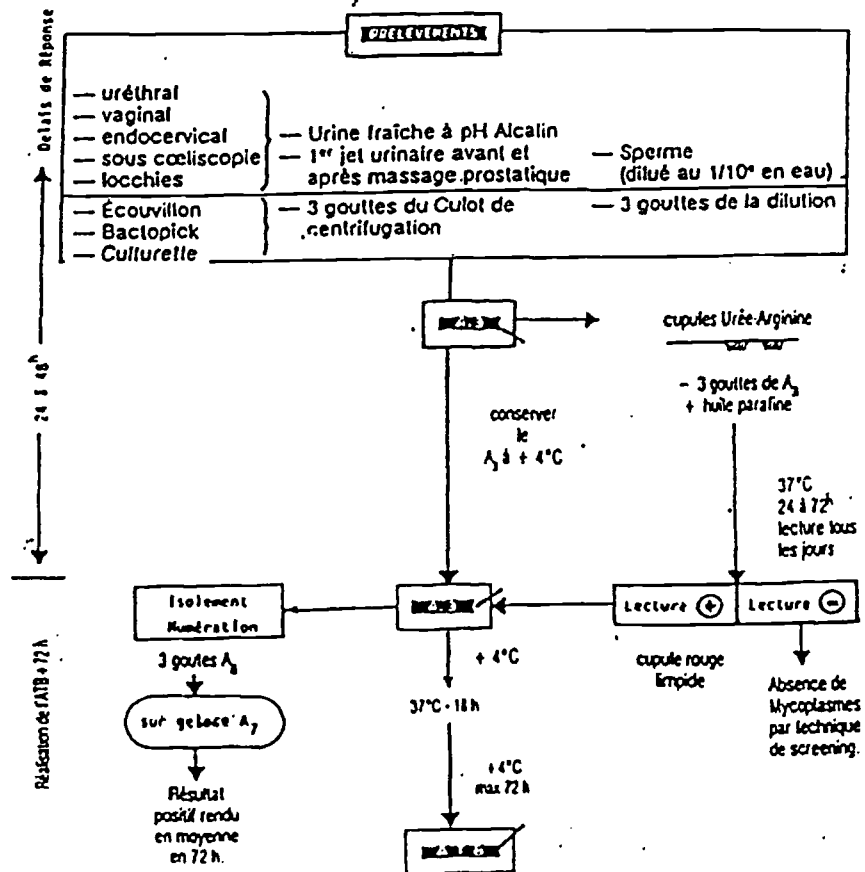 PRELEVEMENTS
Delais de Réponse
— uréthral
— vaginal
— endocervical
— sous cœliscopie
— locchies
— Urine fraîche à pH Alcalin
— 1er jet urinaire avant et
après massage.prostatique
— Sperme
(dilué au 1/10e en eau)
— Écouvillon
— Bactopick
— Culturette
— 3 gouttes du Culot de
centrifugation
— 3 gouttes de la dilution
24 à 48h
cupules Urée-Arginine
- 3 gouttes de A3
+ huile parafine
conserver
le
A3 à + 4°C
37°C
24 à 72h
lecture tous
les jours
Isolement
Numération
Lecture +
Lecture −
3 goutes A3
+ 4°C
cupule rouge
limpide
Absence de
Mycoplasmes
par technique
de screening.
37°C - 18 h
sur gelose A7
Réalisation de l'ATB + 72 h
+4°C
max 72 h
Résultat
positif rendu
en moyenne
en 72 h.